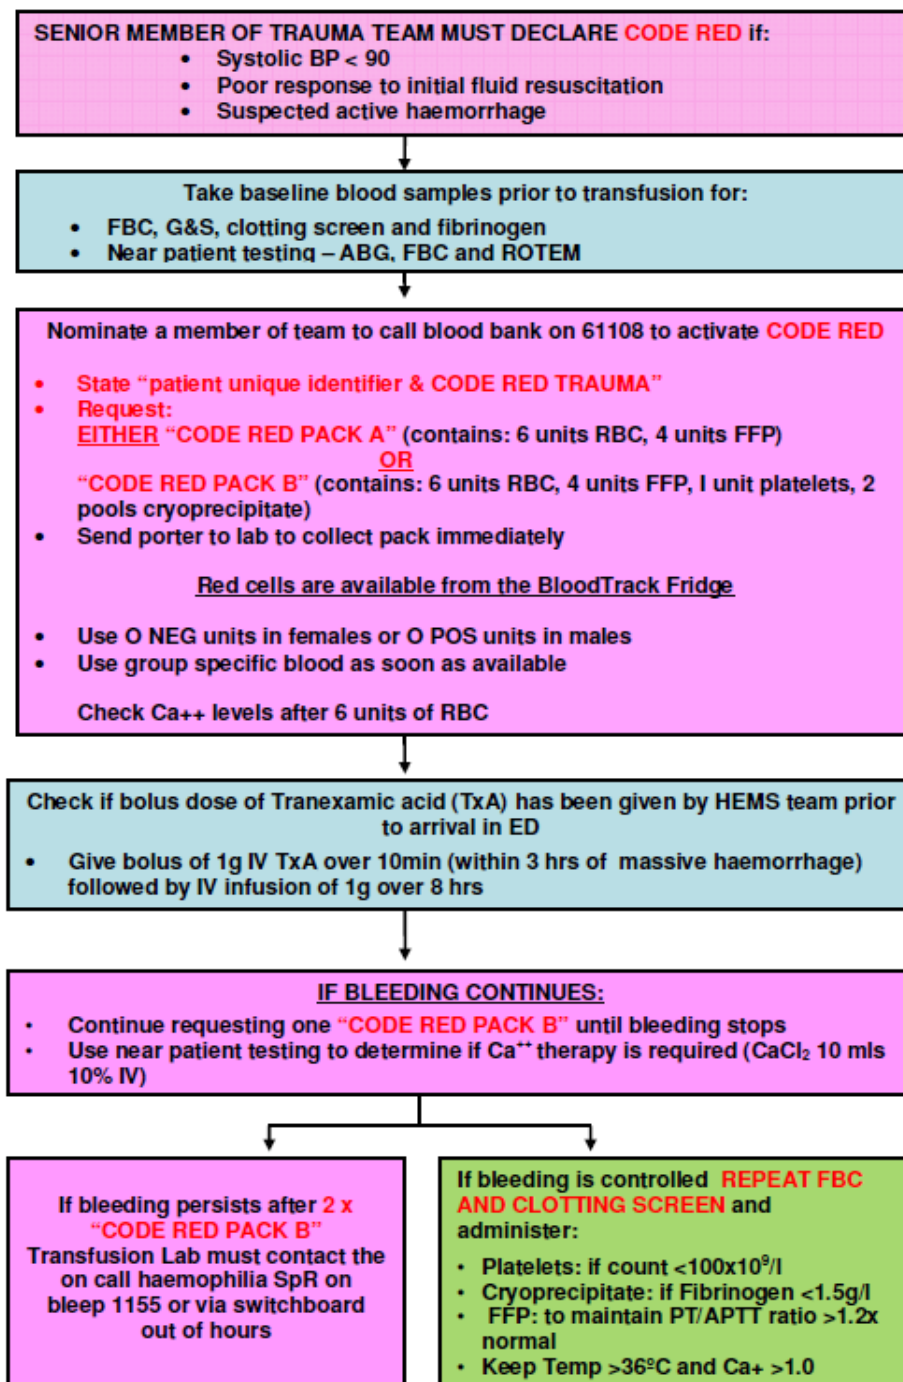 SENIOR MEMBER OF TRAUMA TEAM MUST DECLARE CODE RED if:
• Systolic BP < 90
• Poor response to initial fluid resuscitation
• Suspected active haemorrhage
Take baseline blood samples prior to transfusion for:
• FBC, G&S, clotting screen and fibrinogen
• Near patient testing – ABG, FBC and ROTEM
Nominate a member of team to call blood bank on 61108 to activate CODE RED
• State “patient unique identifier & CODE RED TRAUMA”
• Request:
EITHER “CODE RED PACK A” (contains: 6 units RBC, 4 units FFP)
OR
“CODE RED PACK B” (contains: 6 units RBC, 4 units FFP, I unit platelets, 2
pools cryoprecipitate)
• Send porter to lab to collect pack immediately
Red cells are available from the BloodTrack Fridge
• Use O NEG units in females or O POS units in males
• Use group specific blood as soon as available
Check Ca++ levels after 6 units of RBC
Check if bolus dose of Tranexamic acid (TxA) has been given by HEMS team prior
to arrival in ED
• Give bolus of 1g IV TxA over 10min (within 3 hrs of massive haemorrhage)
followed by IV infusion of 1g over 8 hrs
IF BLEEDING CONTINUES:
• Continue requesting one “CODE RED PACK B” until bleeding stops
• Use near patient testing to determine if Ca⁺⁺ therapy is required (CaCl₂ 10 mls
10% IV)
If bleeding persists after 2 x
“CODE RED PACK B”
Transfusion Lab must contact the
on call haemophilia SpR on
bleep 1155 or via switchboard
out of hours
If bleeding is controlled REPEAT FBC
AND CLOTTING SCREEN and
administer:
• Platelets: if count <100x10⁹/l
• Cryoprecipitate: if Fibrinogen <1.5g/l
• FFP: to maintain PT/APTT ratio >1.2x
normal
• Keep Temp >36ºC and Ca+ >1.0